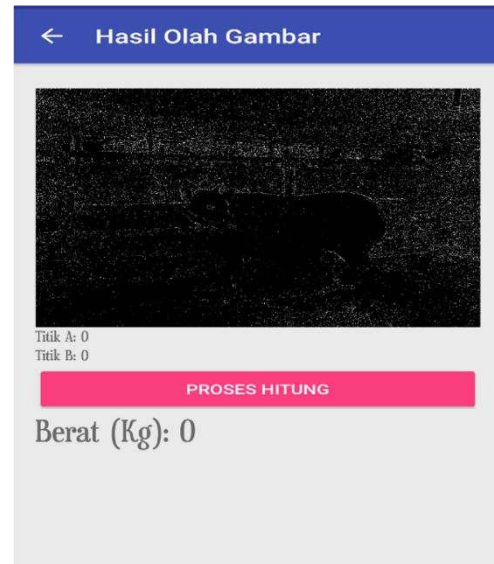 Hasil Olah Gambar
Titik A: 0
Titik B: 0
PROSES HITUNG
Berat (Kg): 0